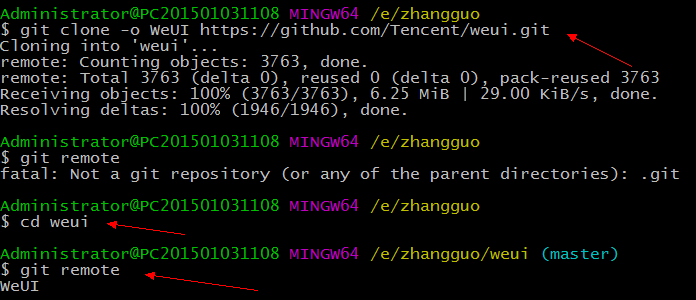 Administrator@PC201501031108 MINGW64 /e/zhangguo
$ git clone -o WeUI https://github.com/Tencent/weui.git
Cloning into 'weui'...
remote: Counting objects: 3763, done.
remote: Total 3763 (delta 0), reused 0 (delta 0), pack-reused 3763
Receiving objects: 100% (3763/3763), 6.25 MiB | 29.00 KiB/s, done.
Resolving deltas: 100% (1946/1946), done.
Administrator@PC201501031108 MINGW64 /e/zhangguo
$ git remote
fatal: Not a git repository (or any of the parent directories): .git
Administrator@PC201501031108 MINGW64 /e/zhangguo
$ cd weui
Administrator@PC201501031108 MINGW64 /e/zhangguo/weui (master)
$ git remote
WeUI